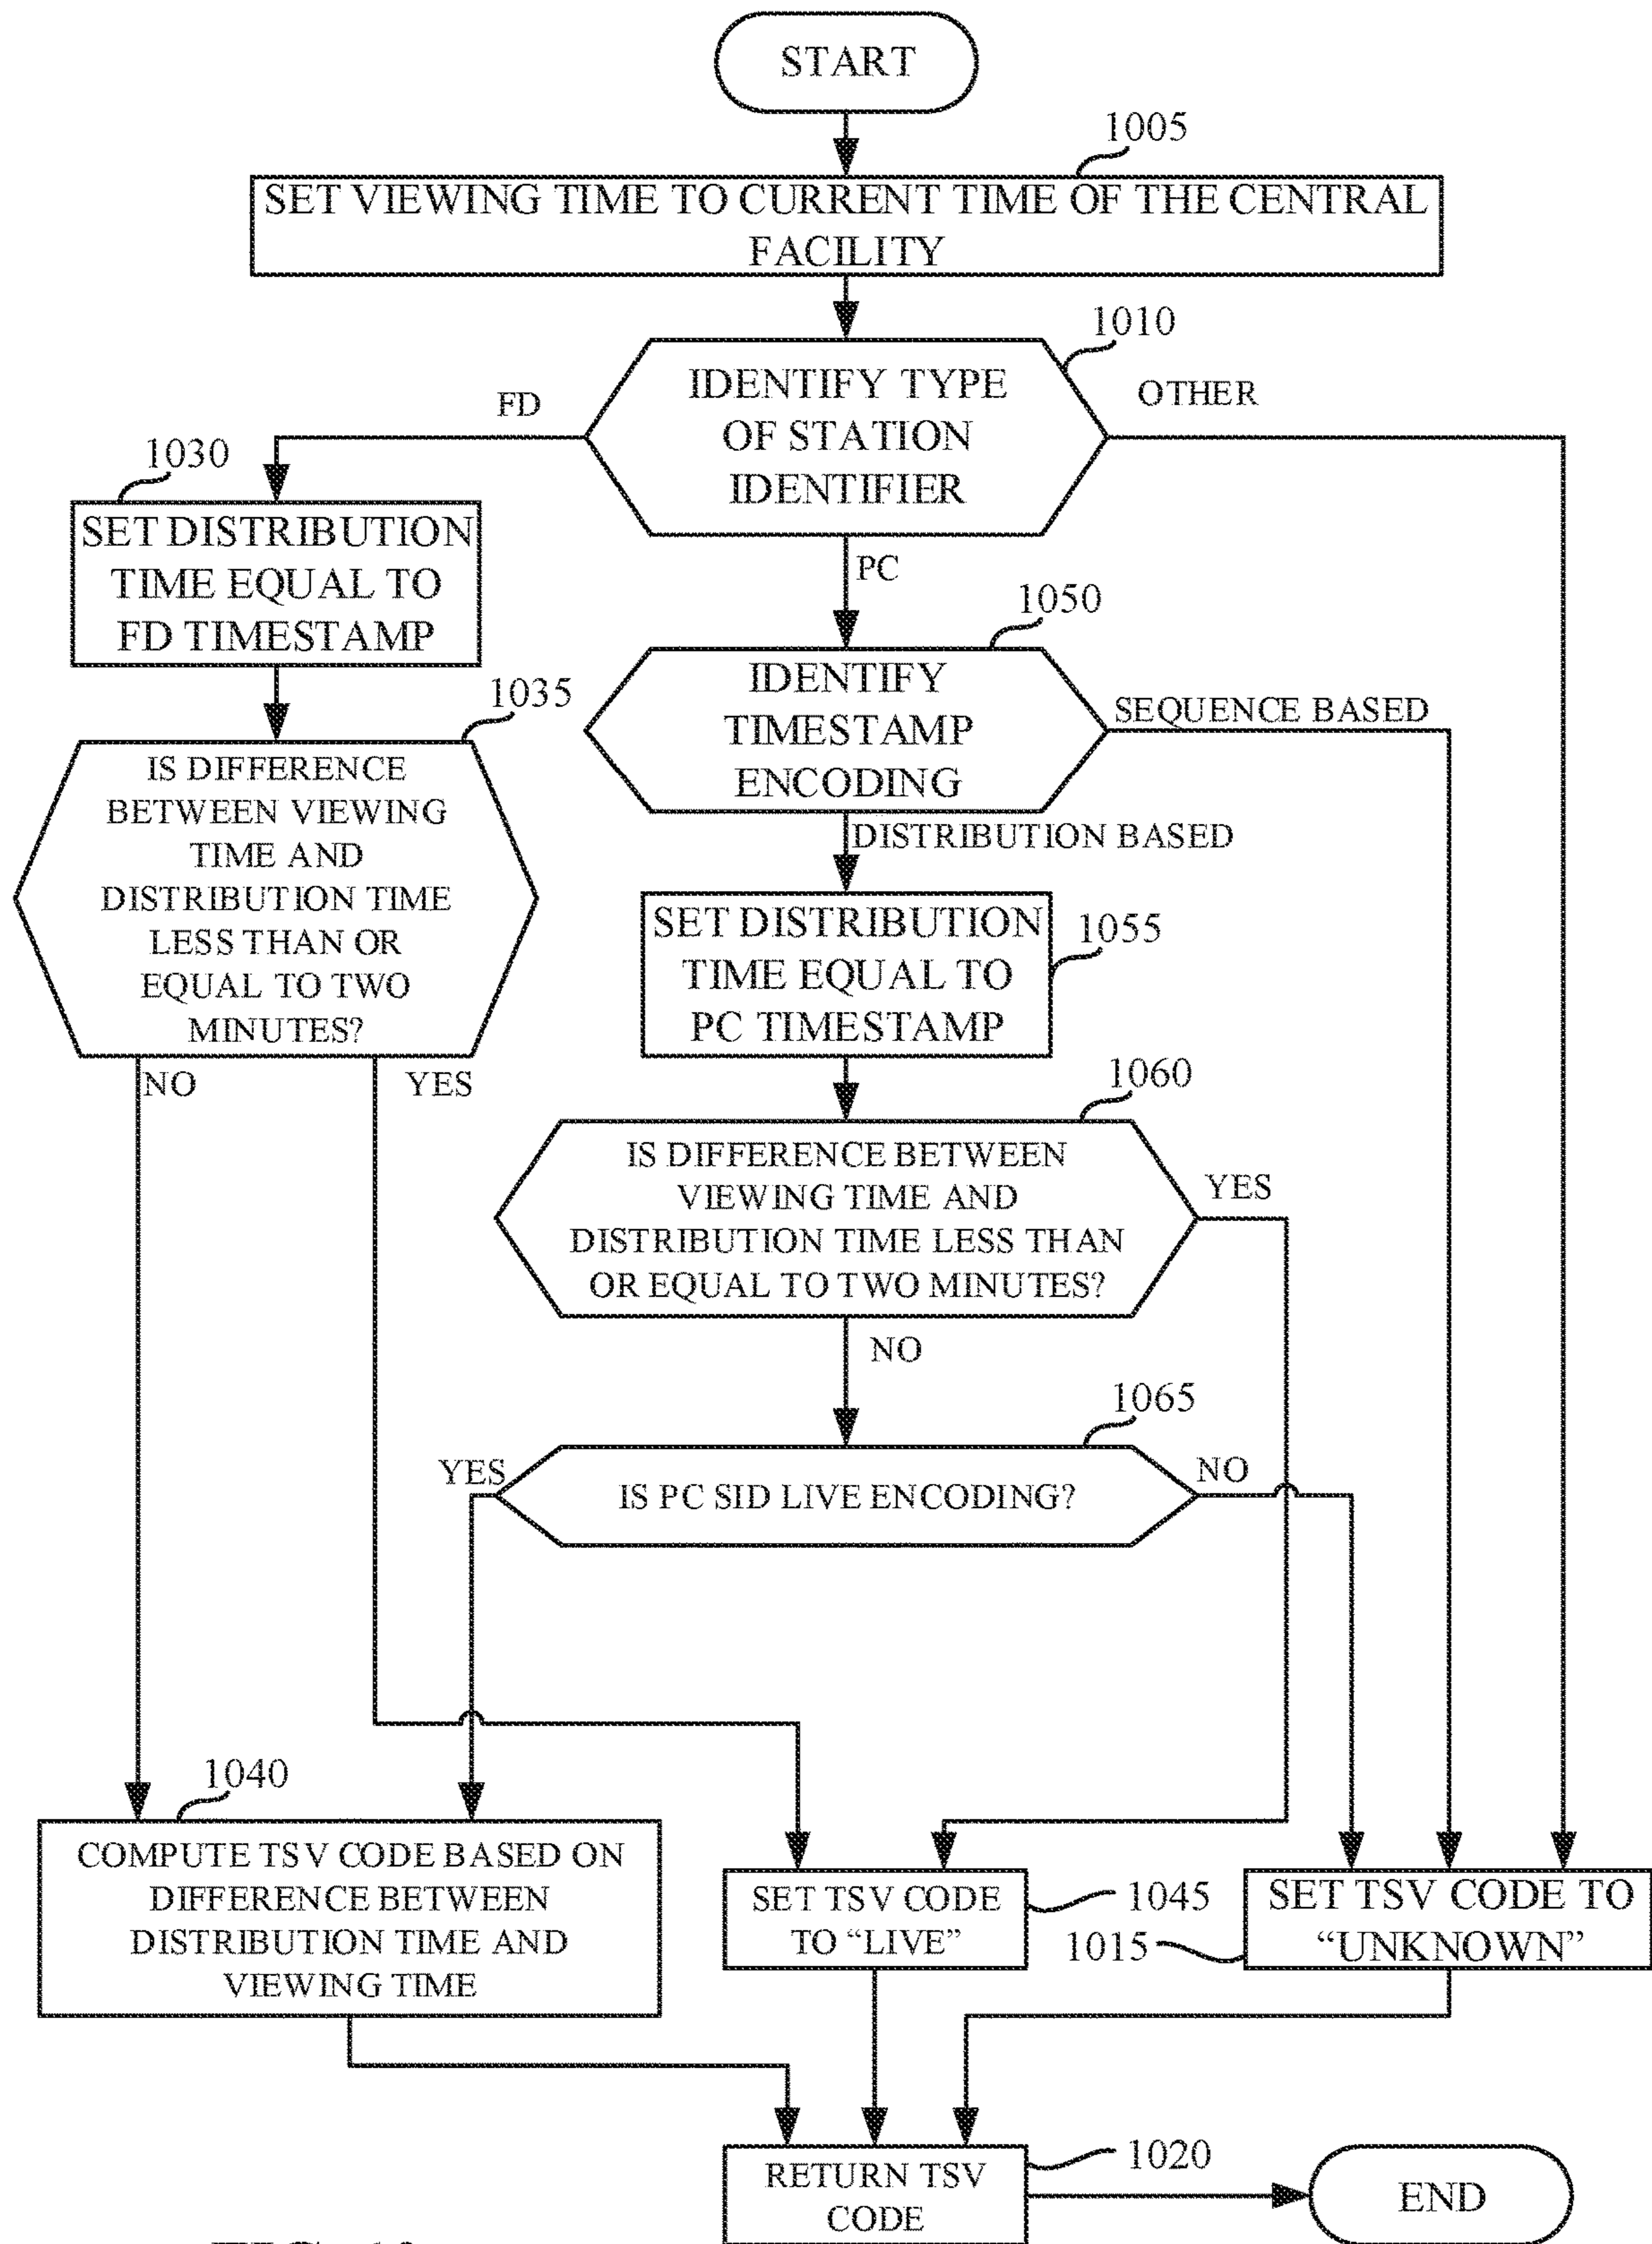 START
1005
SET VIEWING TIME TO CURRENT TIME OF THE CENTRAL
FACILITY
1010
IDENTIFY TYPE
OF STATION
IDENTIFIER
FD
OTHER
PC
1030
SET DISTRIBUTION
TIME EQUAL TO
FD TIMESTAMP
1050
IDENTIFY
TIMESTAMP
ENCODING
SEQUENCE BASED
DISTRIBUTION BASED
1035
IS DIFFERENCE
BETWEEN VIEWING
TIME AND
DISTRIBUTION TIME
LESS THAN OR
EQUAL TO TWO
MINUTES?
NO
YES
SET DISTRIBUTION
TIME EQUAL TO
PC TIMESTAMP
1055
1060
IS DIFFERENCE BETWEEN
VIEWING TIME AND
DISTRIBUTION TIME LESS THAN
OR EQUAL TO TWO MINUTES?
YES
NO
1065
YES
IS PC SID LIVE ENCODING?
NO
1040
COMPUTE TSV CODE BASED ON
DIFFERENCE BETWEEN
DISTRIBUTION TIME AND
VIEWING TIME
SET TSV CODE
TO “LIVE”
1045
1015
SET TSV CODE TO
“UNKNOWN”
RETURN TSV
CODE
1020
END